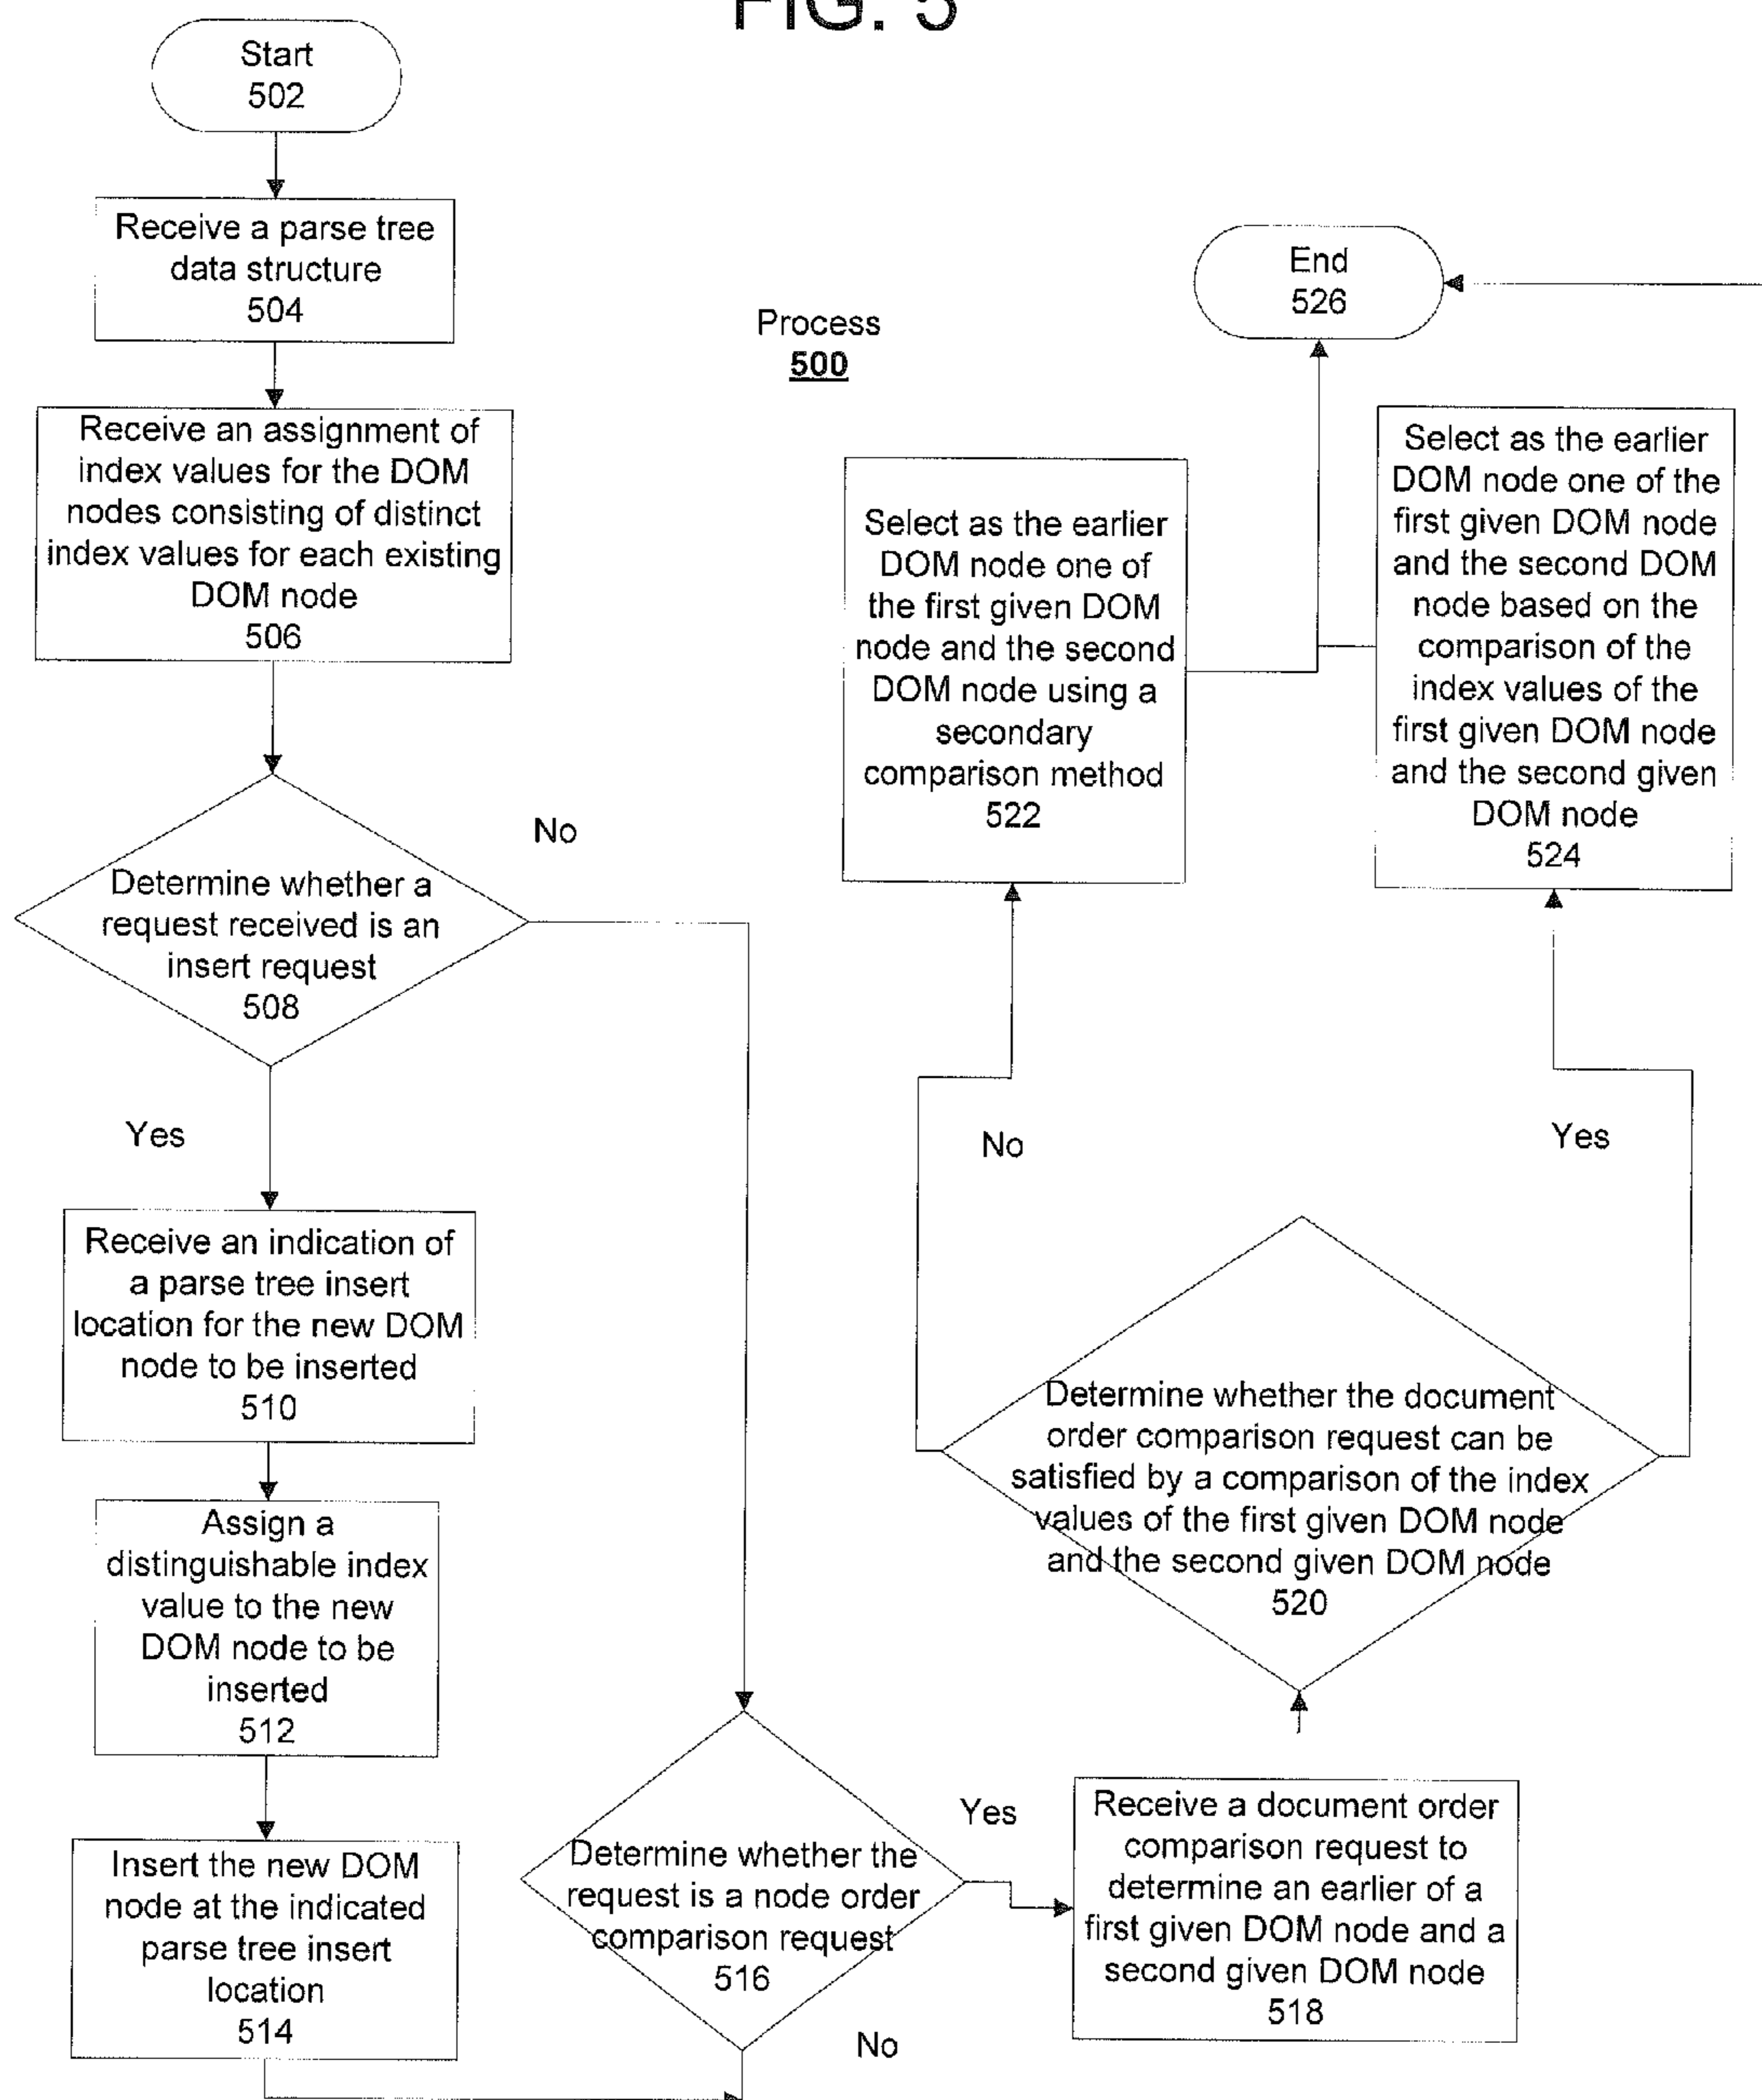 FIG. 5
Start
502
Receive a parse tree
data structure
504
Receive an assignment of
index values for the DOM
nodes consisting of distinct
index values for each existing
DOM node
506
Determine whether a
request received is an
insert request
508
No
Yes
Receive an indication of
a parse tree insert
location for the new DOM
node to be inserted
510
Assign a
distinguishable index
value to the new
DOM node to be
inserted
512
Insert the new DOM
node at the indicated
parse tree insert
location
514
Process
500
Determine whether the
request is a node order
comparison request
516
Yes
No
Receive a document order
comparison request to
determine an earlier of a
first given DOM node and a
second given DOM node
518
Determine whether the document
order comparison request can be
satisfied by a comparison of the index
values of the first given DOM node
and the second given DOM node
520
No
Yes
Select as the earlier
DOM node one of
the first given DOM
node and the second
DOM node using a
secondary
comparison method
522
Select as the earlier
DOM node one of the
first given DOM node
and the second DOM
node based on the
comparison of the
index values of the
first given DOM node
and the second given
DOM node
524
End
526